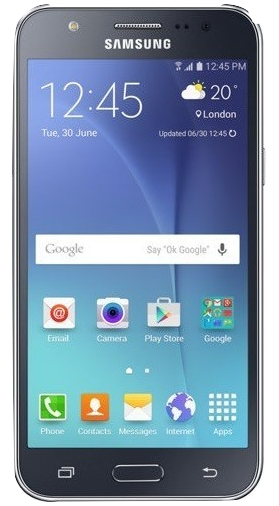 SAMSUNG
12:45 PM
12:45
20°
Tue, 30 June
London
Updated 06/30 12:45
Google
Say "Ok Google"
Email
Camera
Play Store
Google
Phone
Contacts
Messages
Internet
Apps